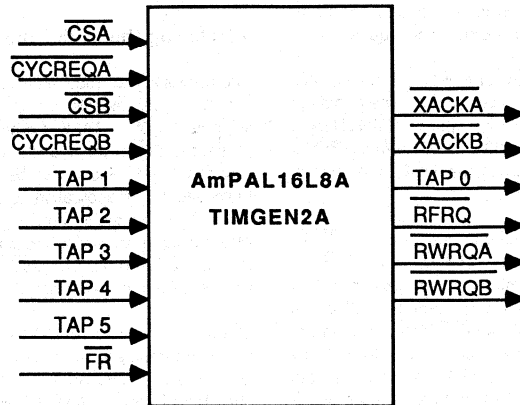 CSA
CYCREQA
CSB
CYCREQB
TAP 1
TAP 2
TAP 3
TAP 4
TAP 5
FR
AmPAL16L8A
TIMGEN2A
XACKA
XACKB
TAP 0
RFRQ
RWRQA
RWRQB